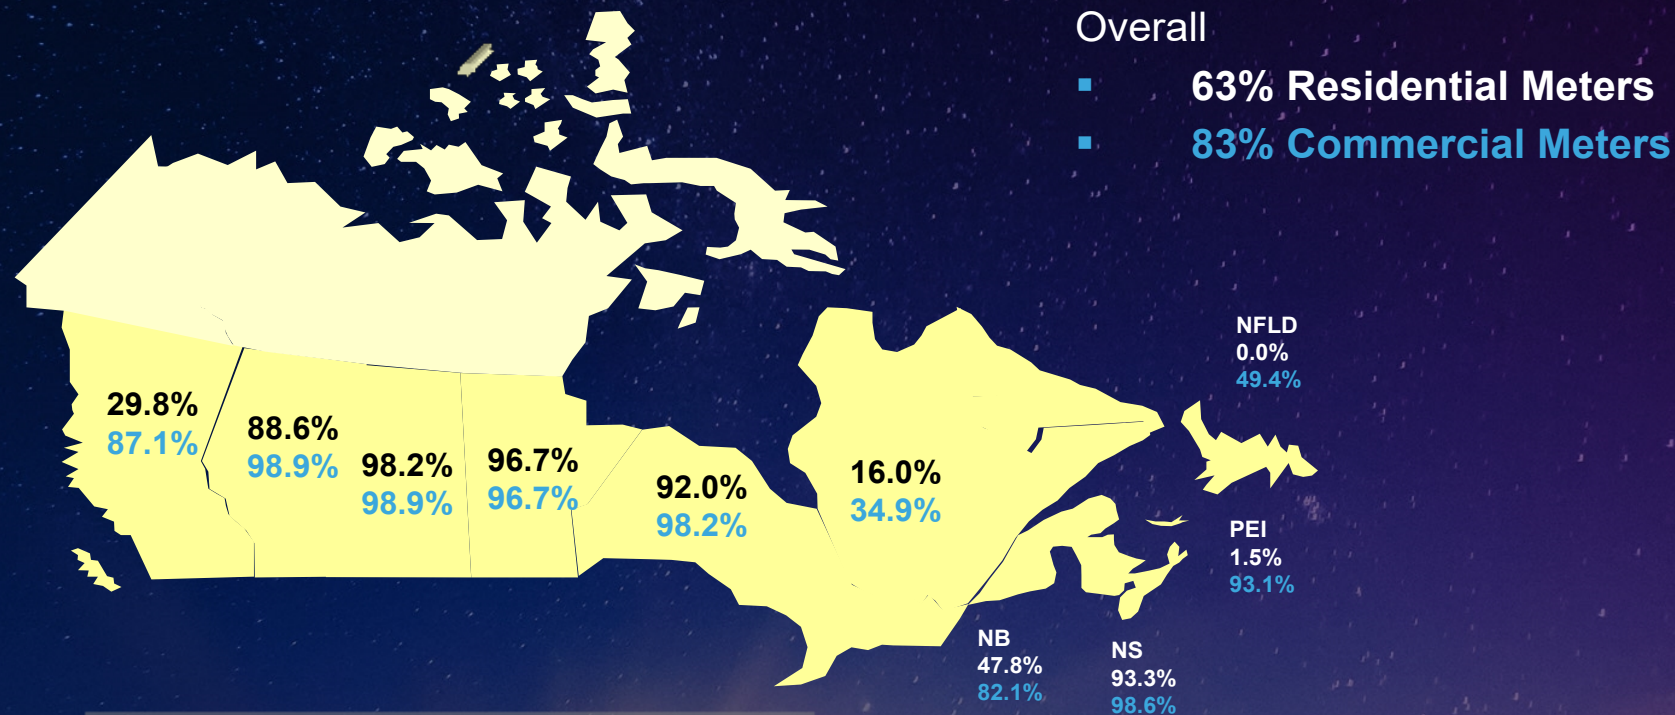 Overall
▪ 63% Residential Meters
▪ 83% Commercial Meters
29.8%
87.1%
88.6%
98.9%
98.2%
98.9%
96.7%
96.7%
92.0%
98.2%
16.0%
34.9%
NFLD
0.0%
49.4%
PEI
1.5%
93.1%
NB
47.8%
82.1%
NS
93.3%
98.6%